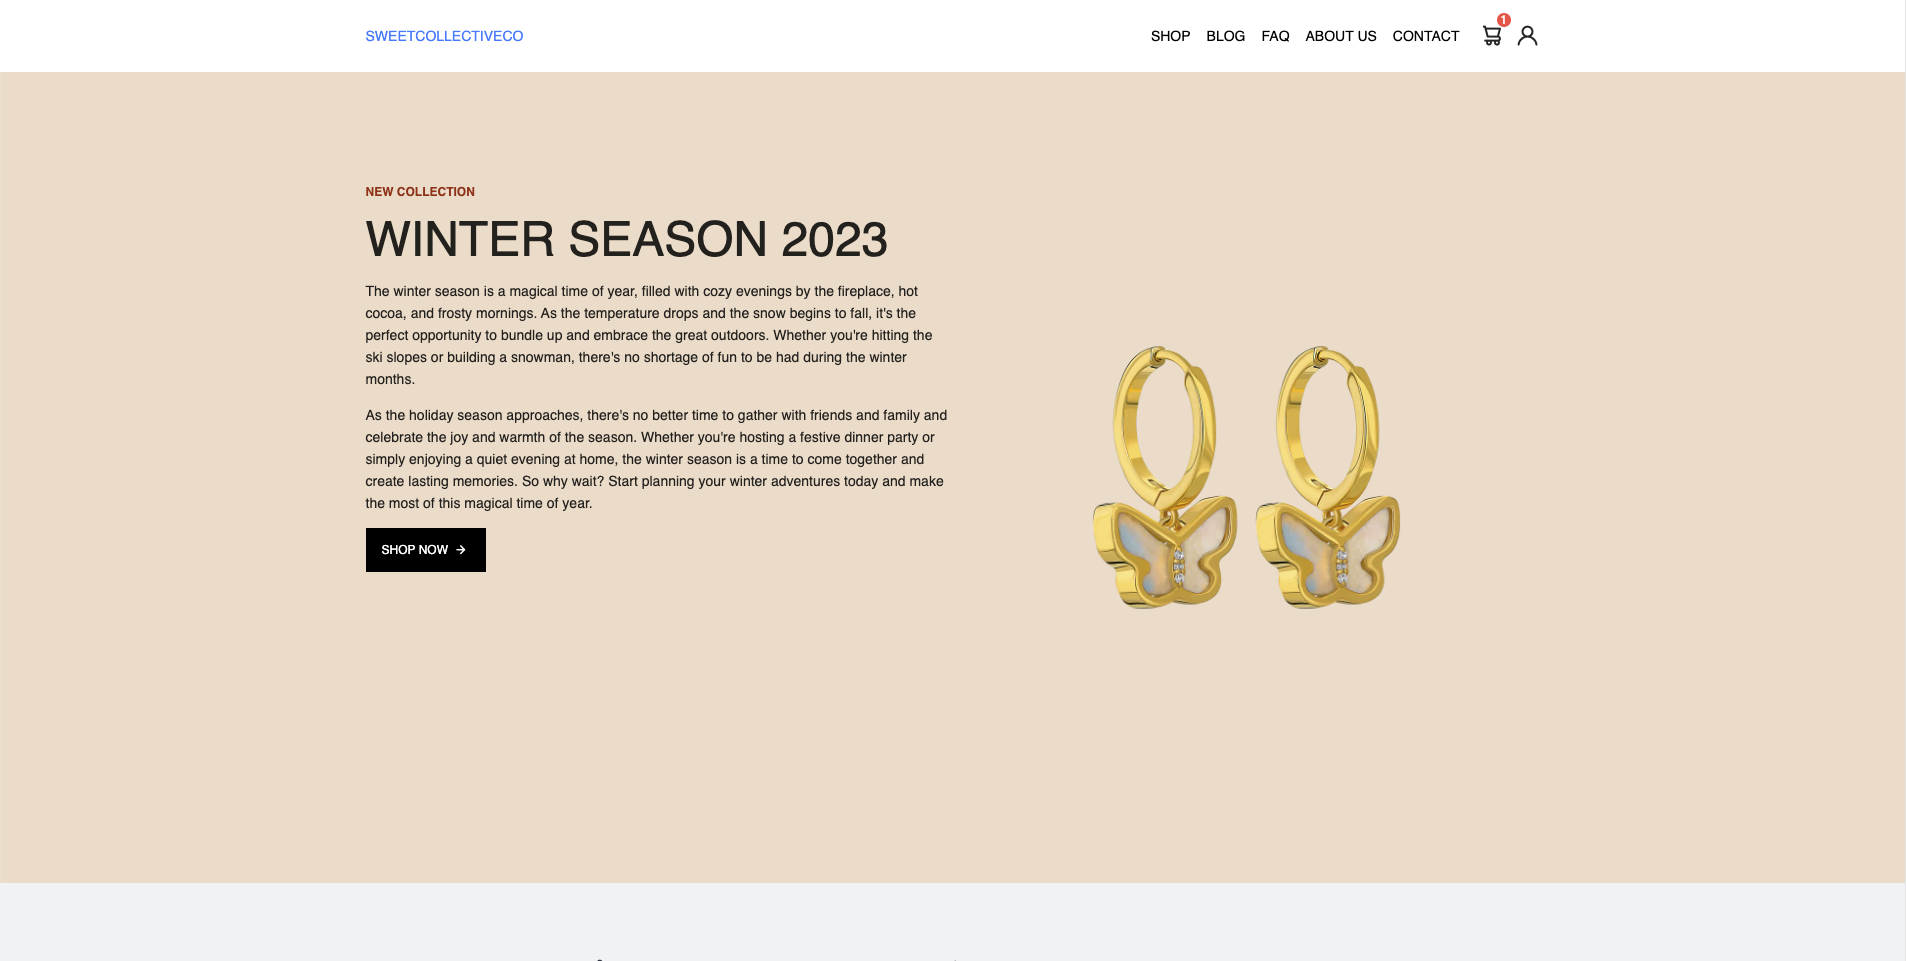 SWEETCOLLECTIVECO
SHOP BLOG FAQ ABOUT US CONTACT 1
NEW COLLECTION
WINTER SEASON 2023
The winter season is a magical time of year, filled with cozy evenings by the fireplace, hot
cocoa, and frosty mornings. As the temperature drops and the snow begins to fall, it's the
perfect opportunity to bundle up and embrace the great outdoors. Whether you're hitting the
ski slopes or building a snowman, there's no shortage of fun to be had during the winter
months.
As the holiday season approaches, there's no better time to gather with friends and family and
celebrate the joy and warmth of the season. Whether you're hosting a festive dinner party or
simply enjoying a quiet evening at home, the winter season is a time to come together and
create lasting memories. So why wait? Start planning your winter adventures today and make
the most of this magical time of year.
SHOP NOW →